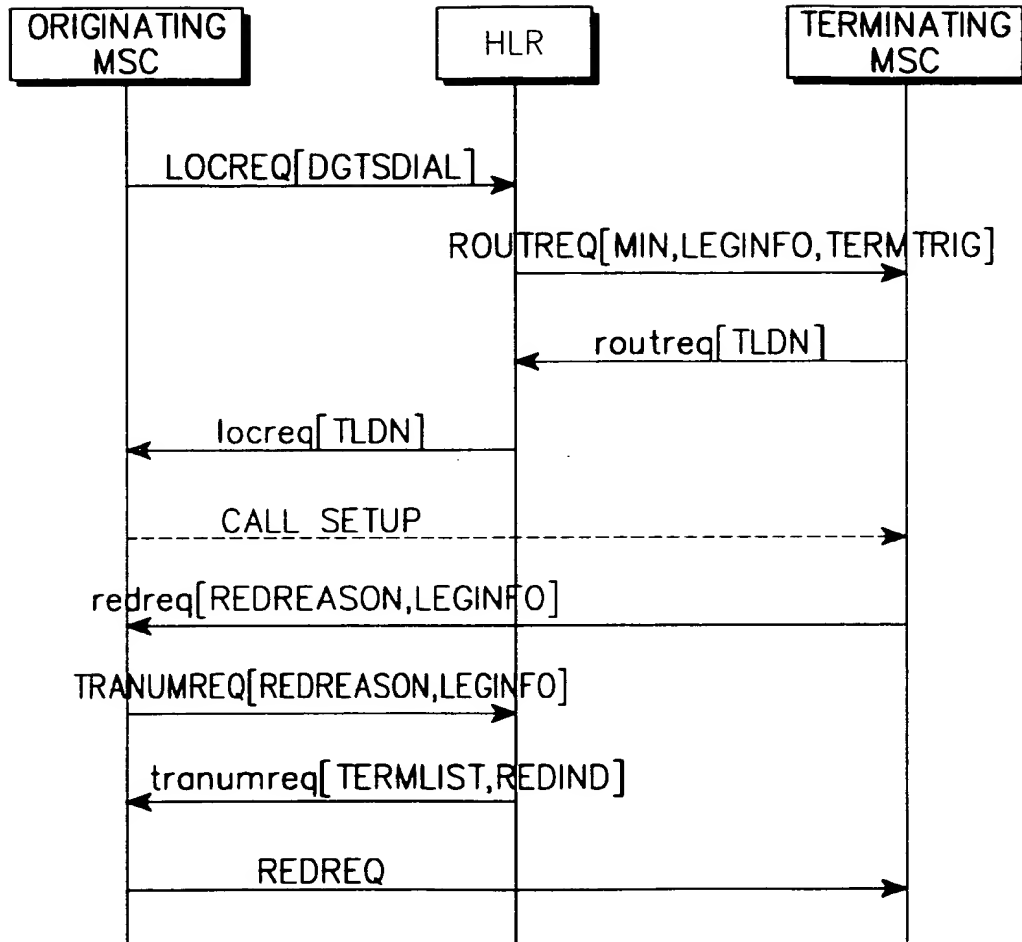 ORIGINATING
MSC
HLR
TERMINATING
MSC
LOCREQ[DGTSDIAL]
ROUTREQ[MIN,LEGINFO,TERMTRIG]
routreq[TLDN]
locreq[TLDN]
CALL SETUP
redreq[REDREASON,LEGINFO]
TRANUMREQ[REDREASON,LEGINFO]
tranumreq[TERMLIST,REDIND]
REDREQ